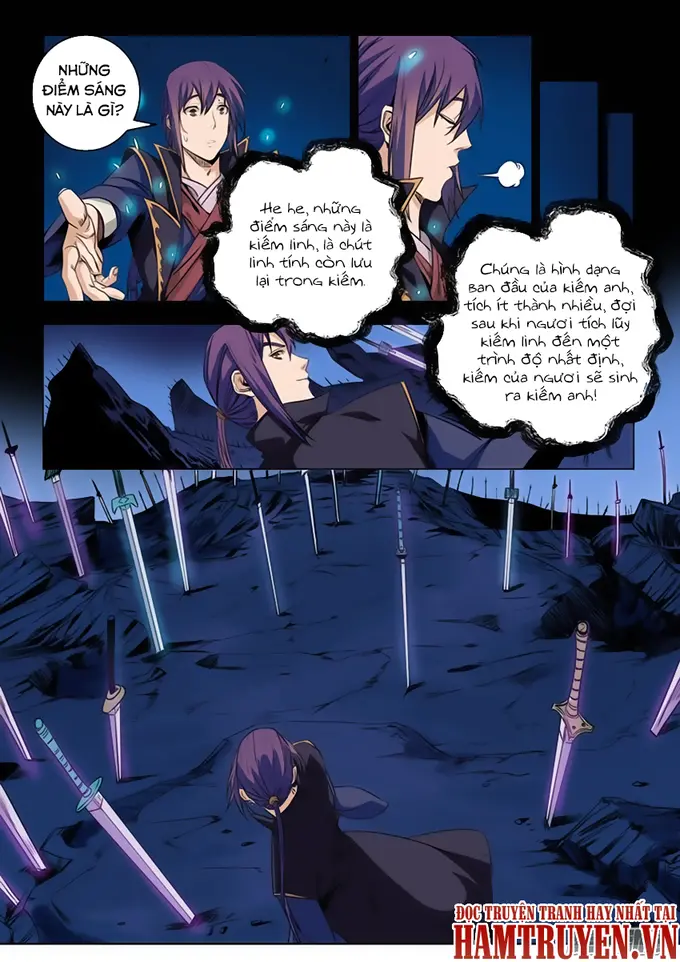 NHỮNG
ĐIỂM SÁNG
NÀY LÀ GÌ?
He he, những
điểm sáng này là
kiếm linh, là chút
linh tính còn lưu
lại trong kiếm.
Chúng là hình dạng
ban đầu của kiếm anh,
tích ít thành nhiều, đợi
sau khi ngươi tích lũy
kiếm linh đến một
trình độ nhất định,
kiếm của ngươi sẽ sinh
ra kiếm anh!
ĐỌC TRUYỆN TRANH HAY NHẤT TẠI
HAMTRUYEN.VN